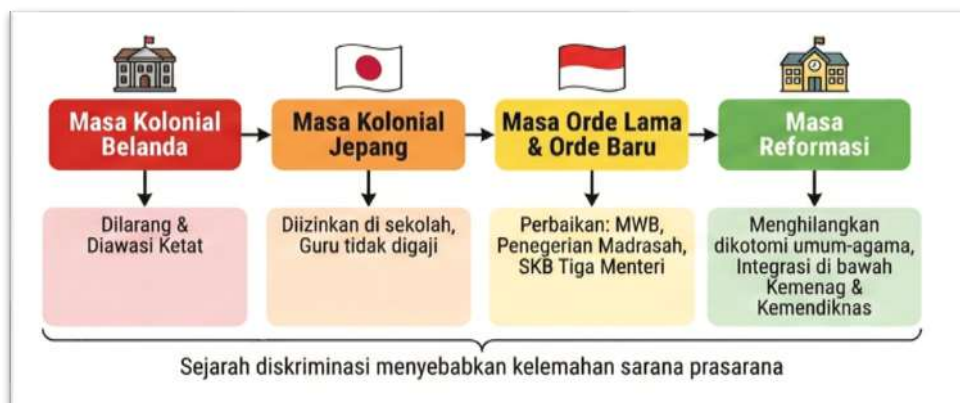 Masa Kolonial
Belanda
Masa Kolonial
Jepang
Masa Orde Lama
& Orde Baru
Masa
Reformasi
Dilarang &
Diawasi Ketat
Diizinkan di sekolah,
Guru tidak digaji
Perbaikan: MWB,
Penegerian Madrasah,
SKB Tiga Menteri
Menghilangkan
dikotomi umum-agama,
Integrasi di bawah
Kemenag &
Kemendiknas
Sejarah diskriminasi menyebabkan kelemahan sarana prasarana